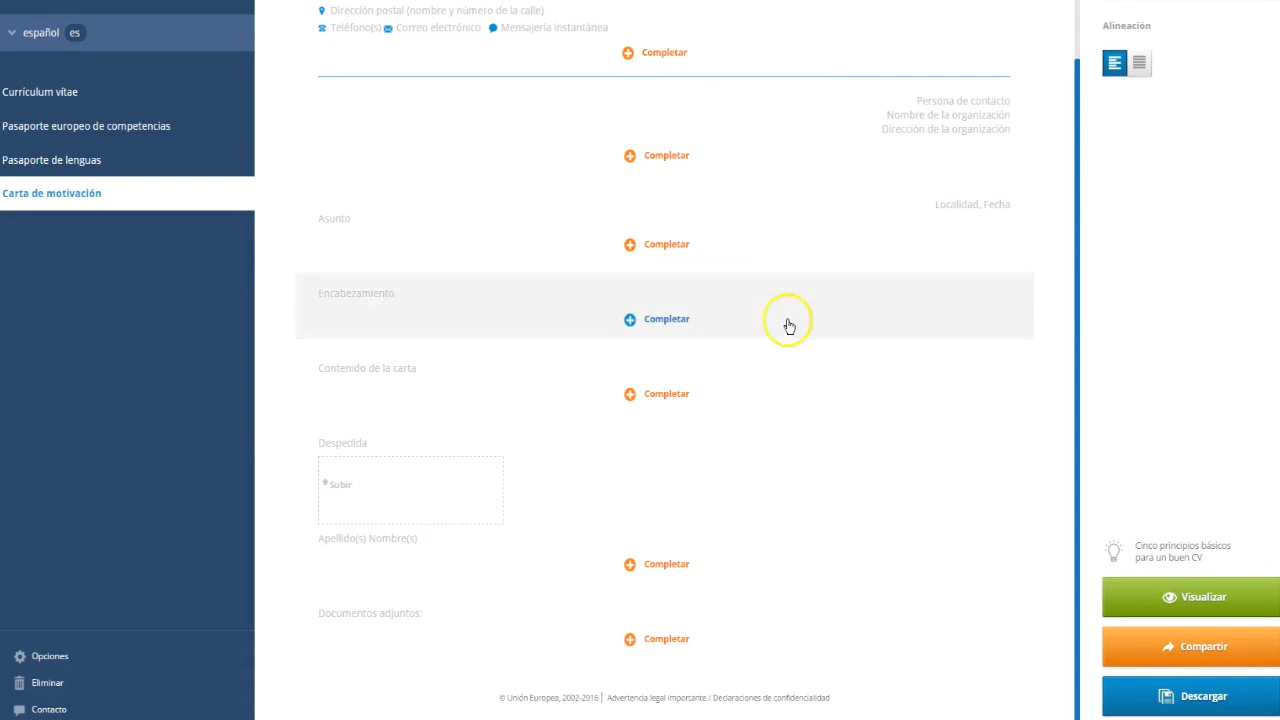 español es
Currículum vítae
Pasaporte europeo de competencias
Pasaporte de lenguas
Carta de motivación
Opciones
Eliminar
Contacto
Dirección postal (nombre y número de la calle)
Teléfono(s) Correo electrónico Mensajería instantánea
Completar
Persona de contacto
Nombre de la organización
Dirección de la organización
Completar
Localidad, Fecha
Asunto
Completar
Encabezamiento
Completar
Contenido de la carta
Completar
Despedida
Subir
Apellido(s) Nombre(s)
Completar
Documentos adjuntos:
Completar
© Unión Europea, 2002-2016 | Advertencia legal importante / Declaraciones de confidencialidad
Alineación
Cinco principios básicos
para un buen CV
Visualizar
Compartir
Descargar